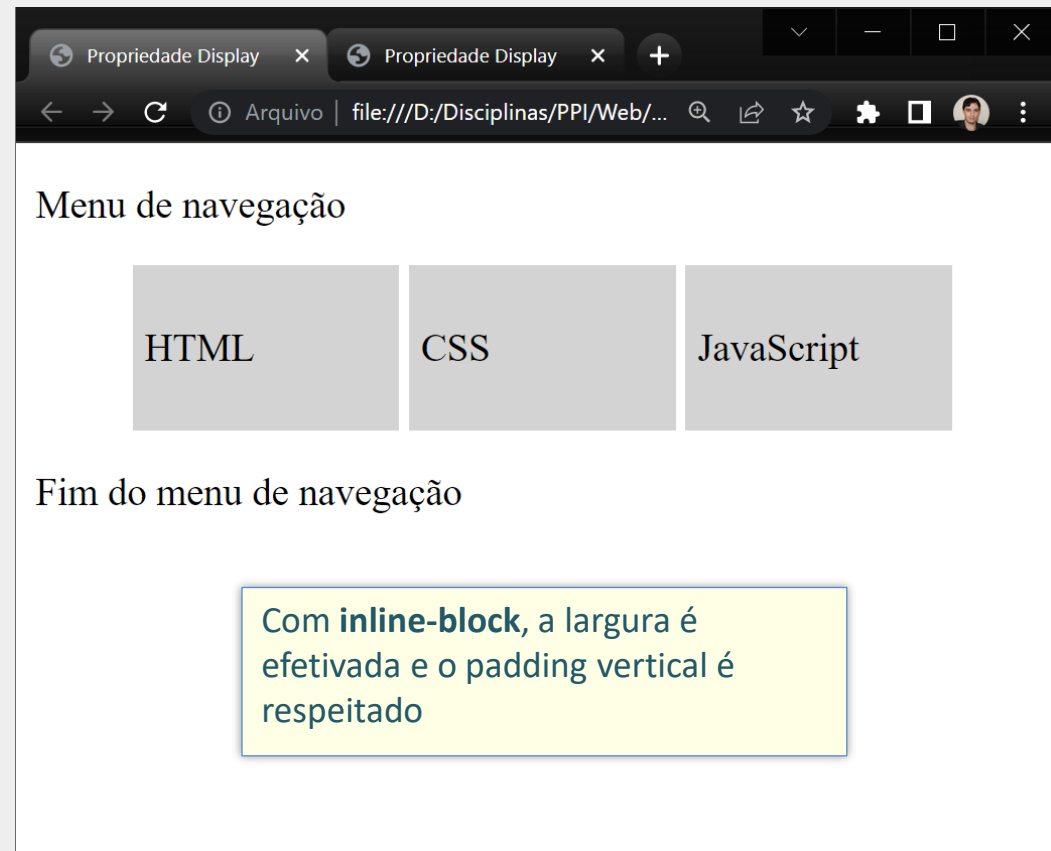 Propriedade Display
Propriedade Display
Arquivo | file:///D:/Disciplinas/PPI/Web/...
Menu de navegação
HTML CSS JavaScript
Fim do menu de navegação
Com inline-block, a largura é
efetivada e o padding vertical é
respeitado